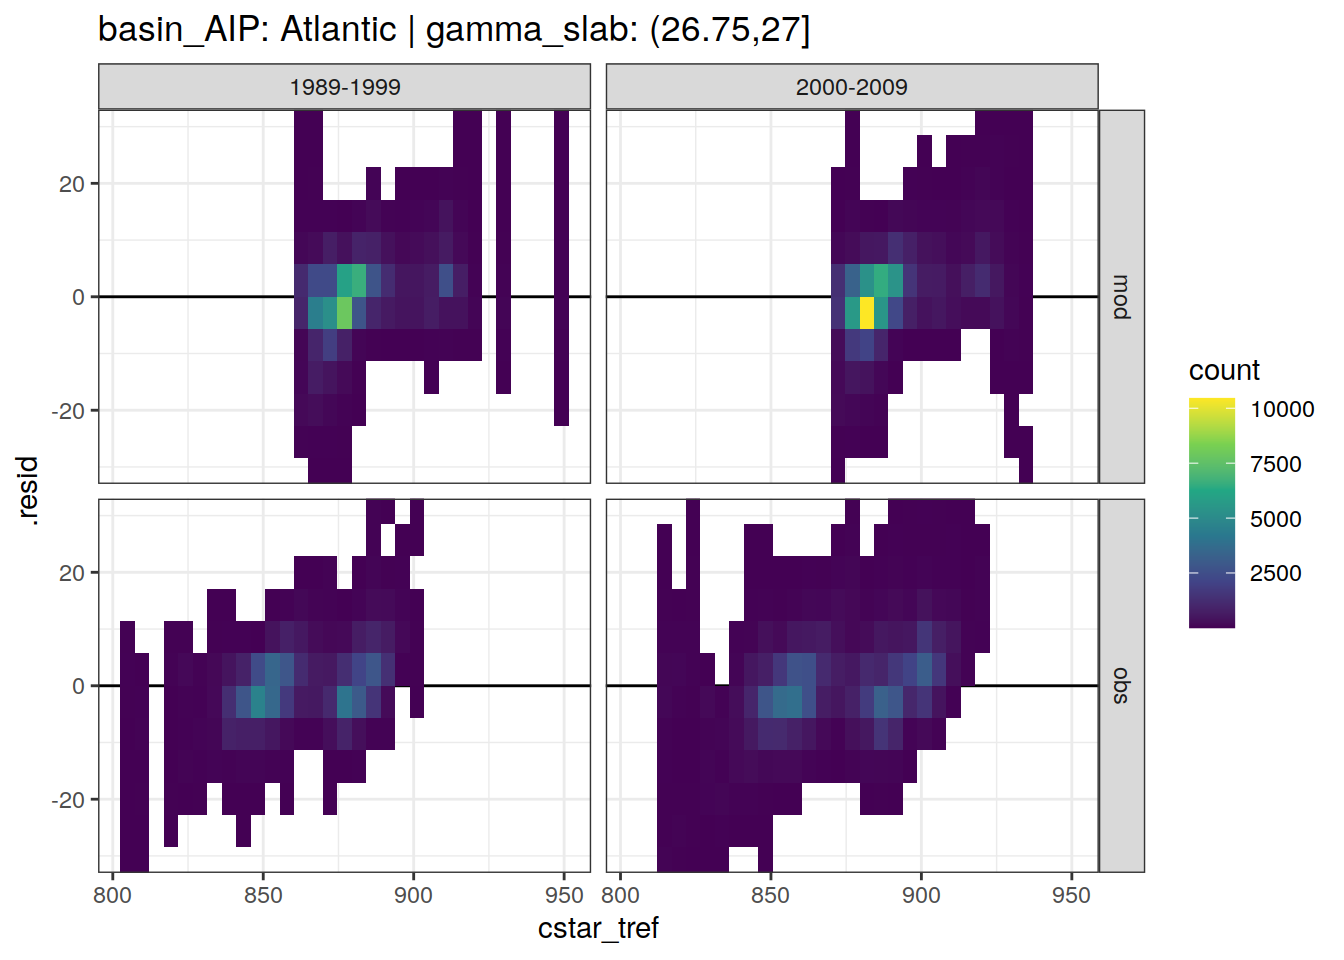 basin_AIP: Atlantic | gamma_slab: (26.75,27]
1989-1999 2000-2009
20
0
-20
mod
20
0
-20
obs
.resid
800 850 900 950 800 850 900 950
cstar_tref
count
10000
7500
5000
2500